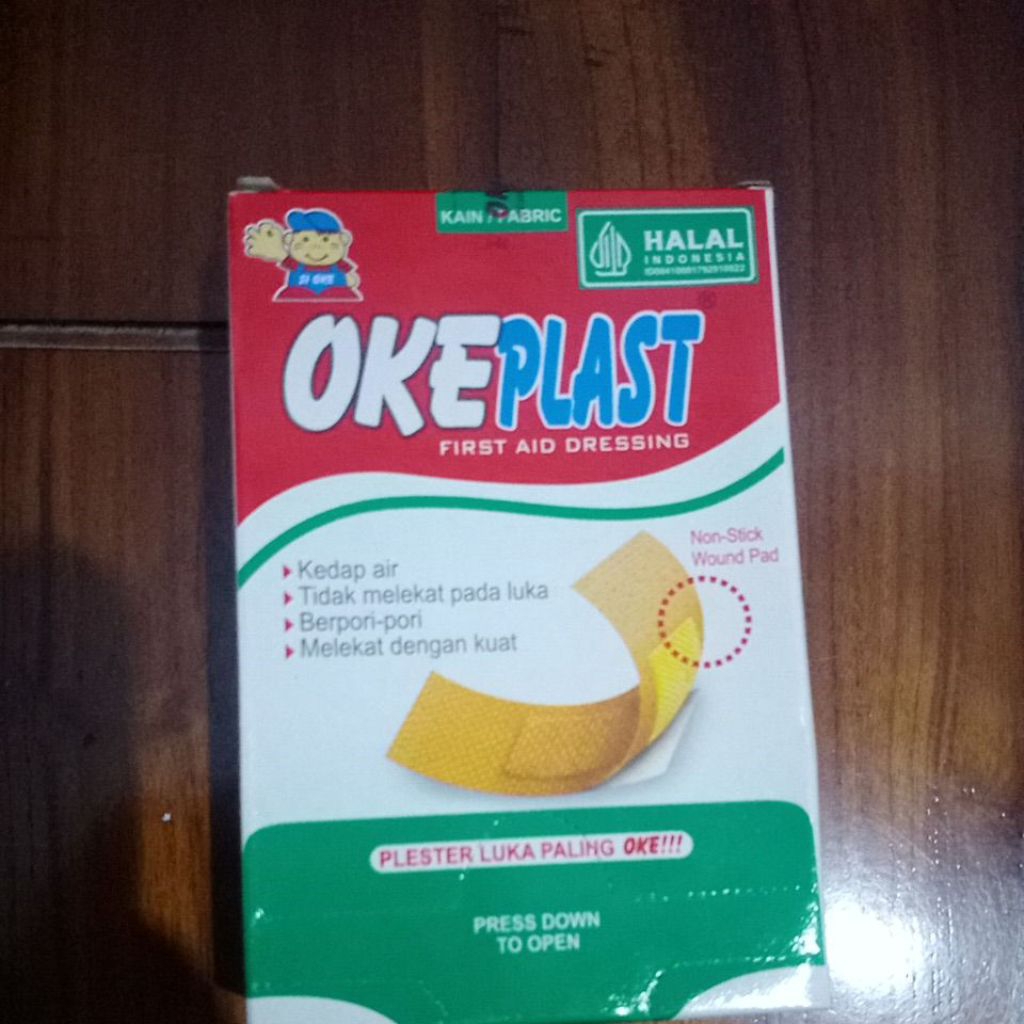 KAIN / FABRIC
HALAL
INDONESIA
SI OKE
OKEPLAST
®
FIRST AID DRESSING
Non-Stick
Wound Pad
Kedap air
Tidak melekat pada luka
Berpori-pori
Melekat dengan kuat
PLESTER LUKA PALING OKE!!!
PRESS DOWN
TO OPEN